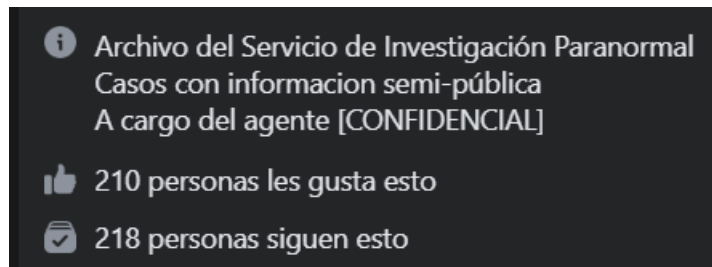 Archivo del Servicio de Investigación Paranormal
Casos con informacion semi-pública
A cargo del agente [CONFIDENCIAL]
210 personas les gusta esto
218 personas siguen esto